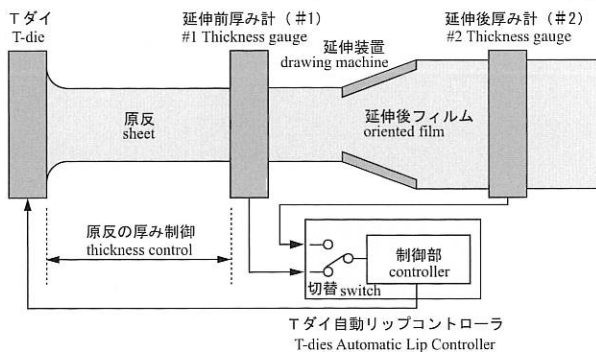 Tダイ
T-die
延伸前厚み計（#1）
#1 Thickness gauge
延伸装置
drawing machine
延伸後厚み計（#2）
#2 Thickness gauge
原反
sheet
延伸後フィルム
oriented film
原反の厚み制御
thickness control
制御部
controller
切替 switch
Tダイ自動リップコントローラ
T-dies Automatic Lip Controller